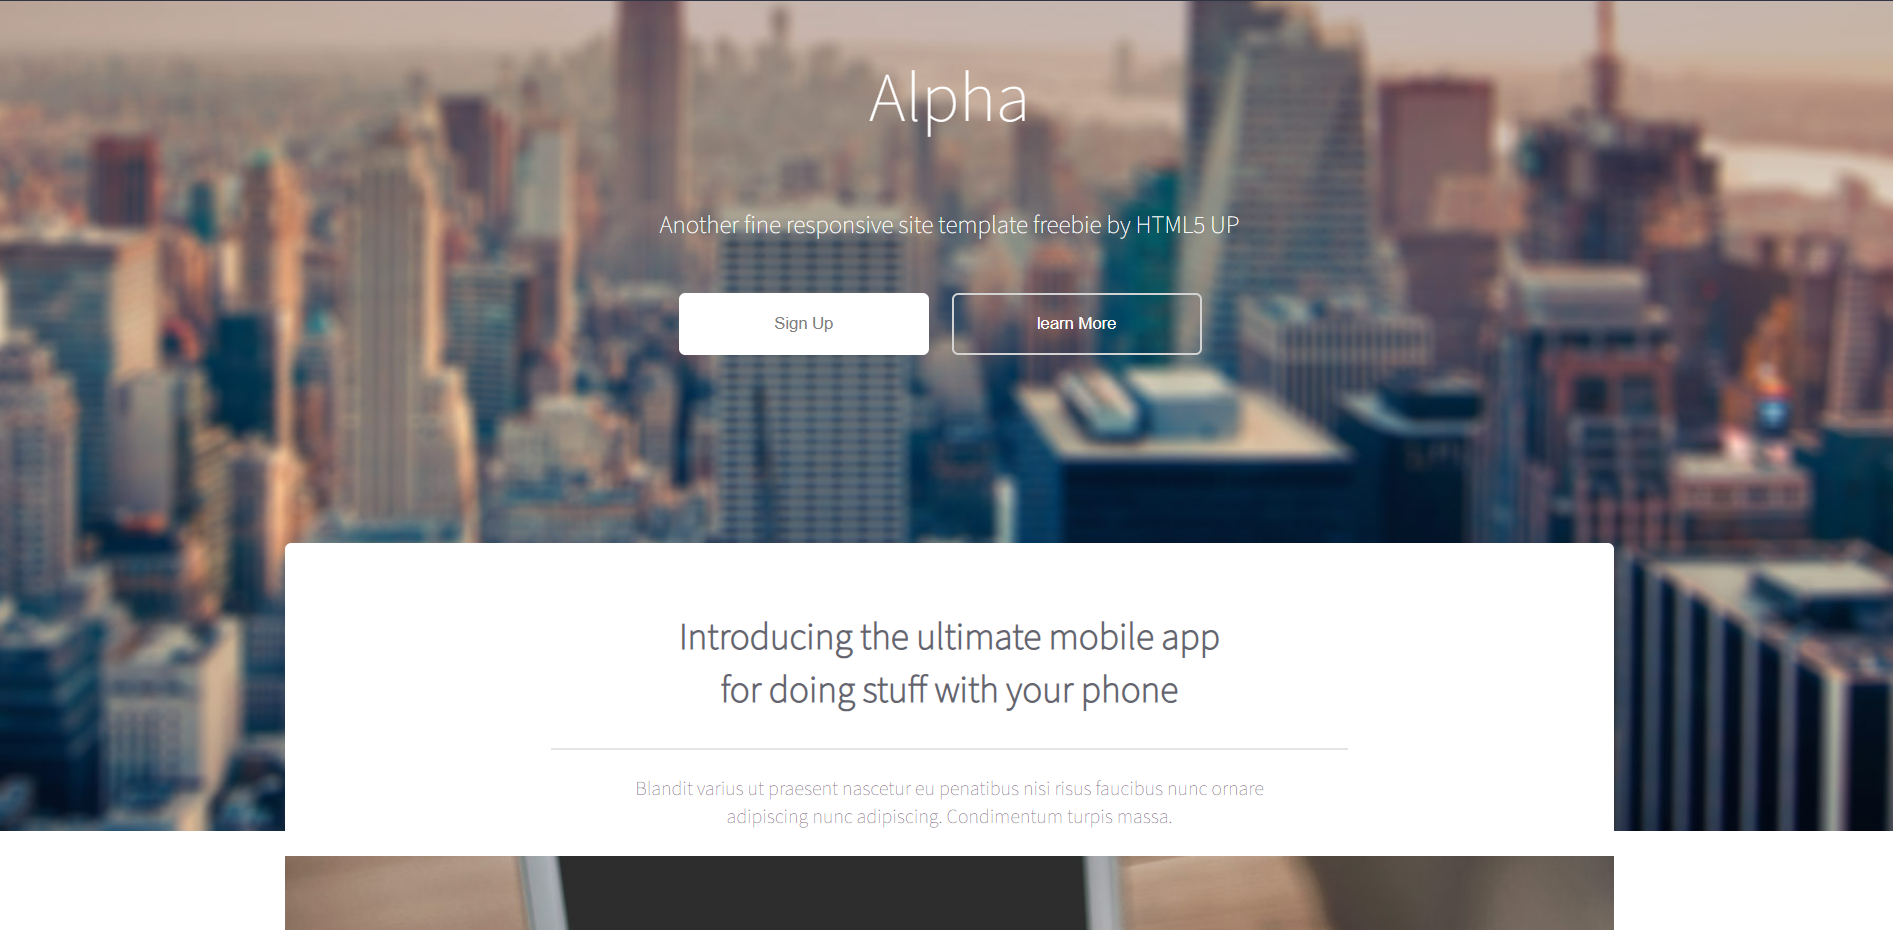 Alpha
Another fine responsive site template freebie by HTML5 UP
Sign Up
learn More
Introducing the ultimate mobile app
for doing stuff with your phone
Blandit varius ut praesent nascetur eu penatibus nisi risus faucibus nunc ornare
adipiscing nunc adipiscing. Condimentum turpis massa.